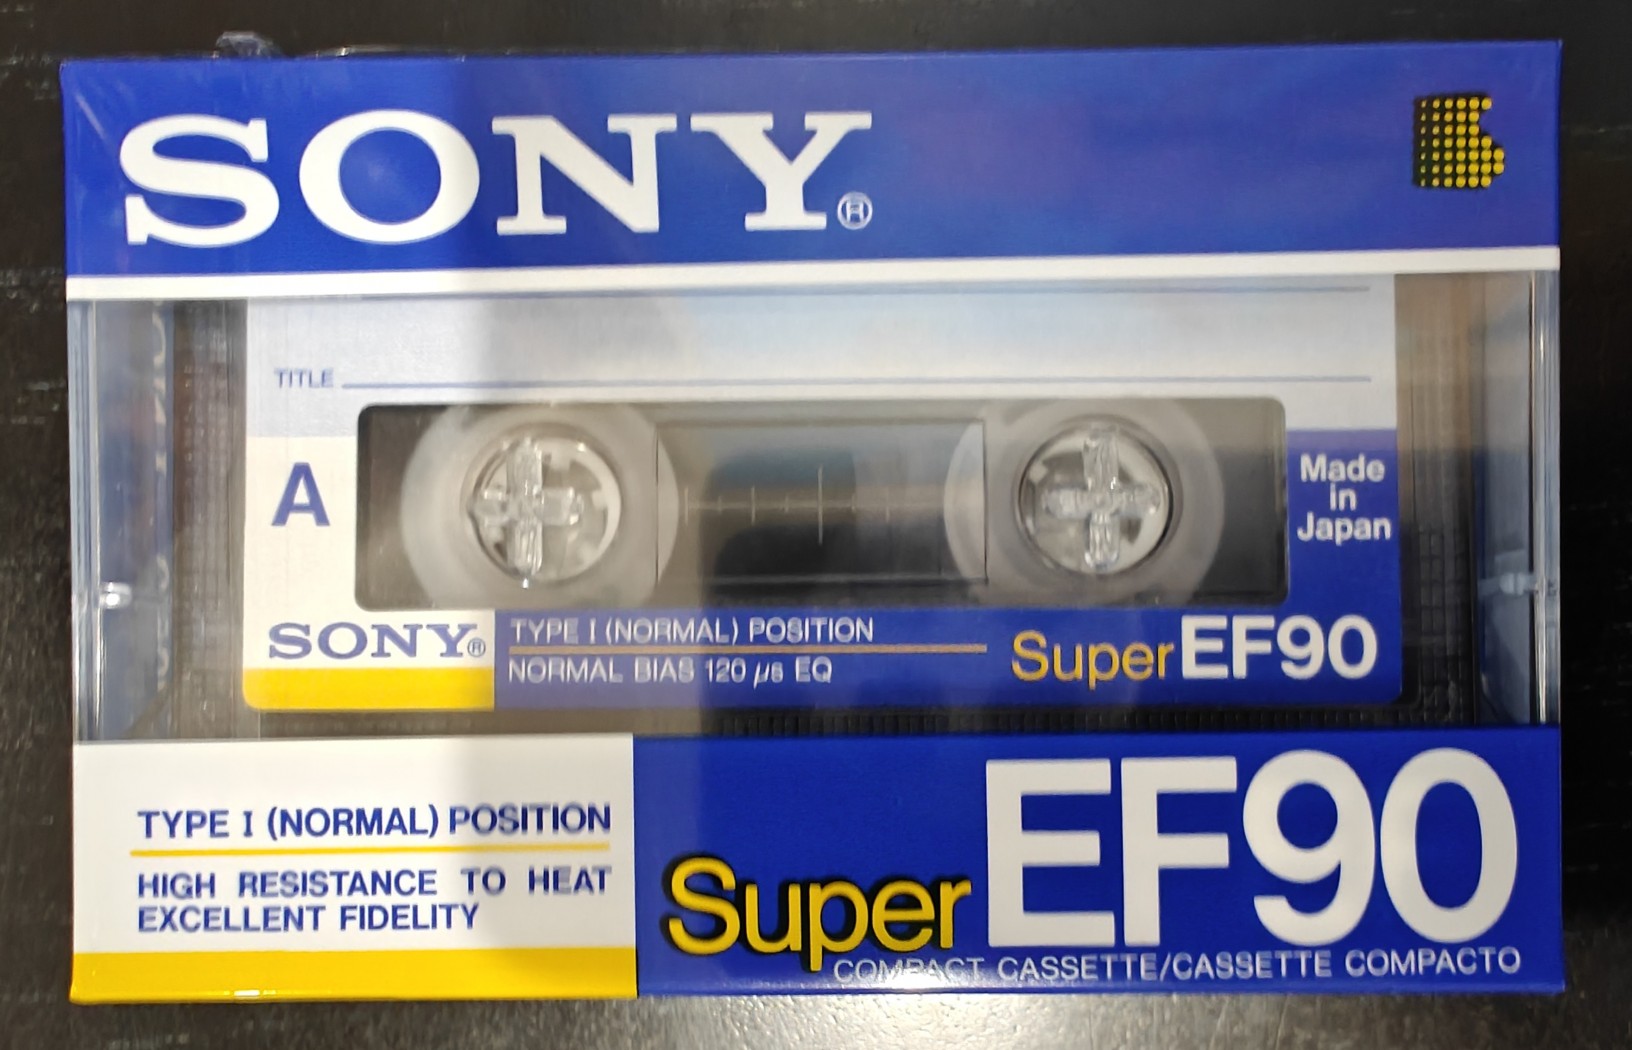 SONY®
TITLE
A
Made
in
Japan
SONY®
TYPE I (NORMAL) POSITION
NORMAL BIAS 120 µs EQ
Super EF90
TYPE I (NORMAL) POSITION
HIGH RESISTANCE TO HEAT
EXCELLENT FIDELITY
Super EF90
COMPACT CASSETTE/CASSETTE COMPACTO